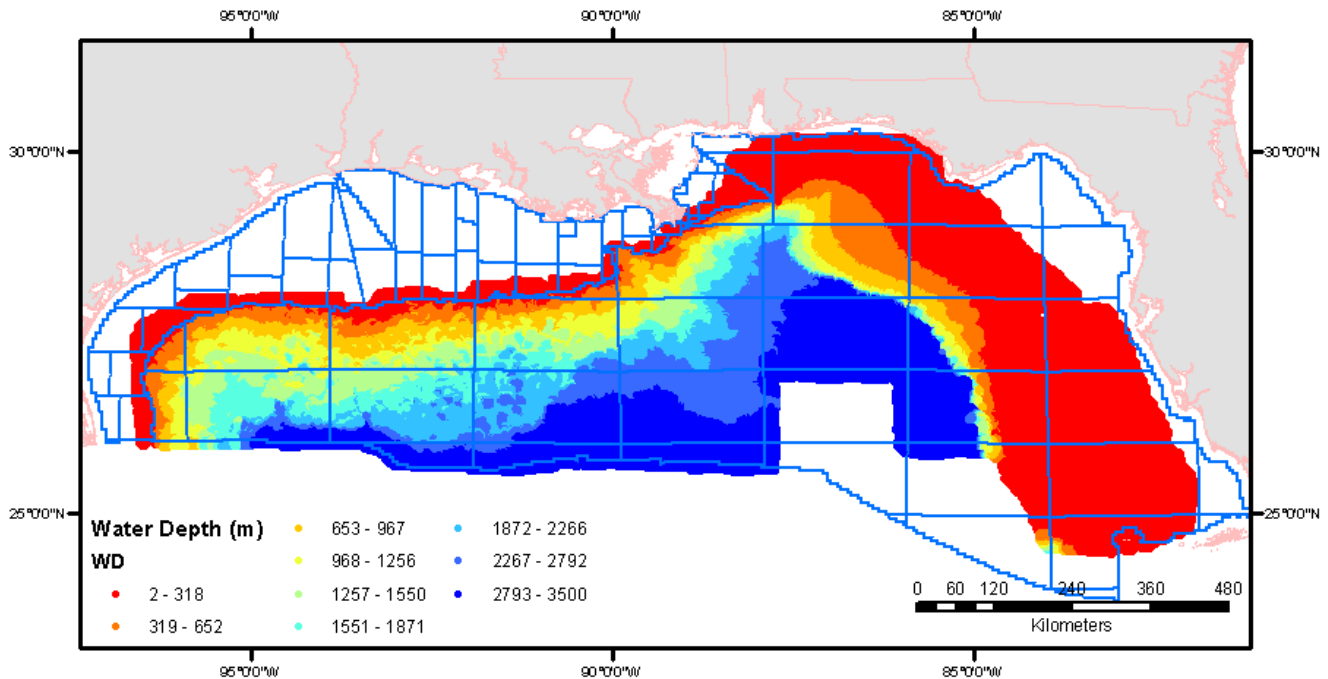 95°0'0"W 90°0'0"W 85°0'0"W
30°0'0"N 30°0'0"N
25°0'0"N 25°0'0"N
Water Depth (m)
WD
2 - 318
319 - 652
653 - 967
968 - 1256
1257 - 1550
1551 - 1871
1872 - 2266
2267 - 2792
2793 - 3500
0 60 120 240 360 480
Kilometers
95°0'0"W 90°0'0"W 85°0'0"W